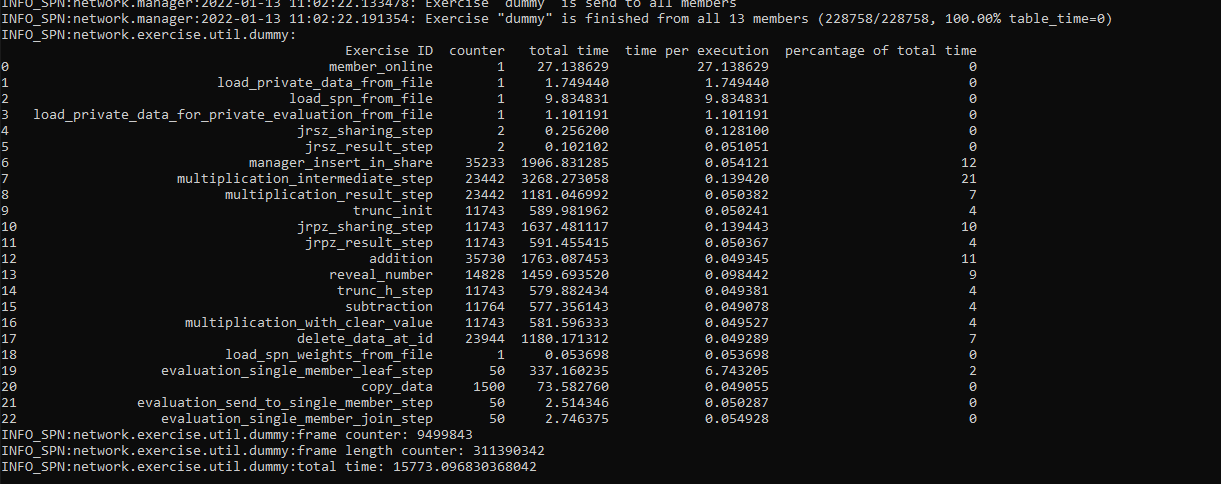 INFO_SPN:network.manager:2022-01-13 11:02:22.133478: Exercise "dummy" is send to all members
INFO_SPN:network.manager:2022-01-13 11:02:22.191354: Exercise "dummy" is finished from all 13 members (228758/228758, 100.00% table_time=0)
INFO_SPN:network.exercise.util.dummy:
Exercise ID counter total time time per execution percantage of total time
0 member_online 1 27.138629 27.138629 0
1 load_private_data_from_file 1 1.749440 1.749440 0
2 load_spn_from_file 1 9.834831 9.834831 0
3 load_private_data_for_private_evaluation_from_file 1 1.101191 1.101191 0
4 jrsz_sharing_step 2 0.256200 0.128100 0
5 jrsz_result_step 2 0.102102 0.051051 0
6 manager_insert_in_share 35233 1906.831285 0.054121 12
7 multiplication_intermediate_step 23442 3268.273058 0.139420 21
8 multiplication_result_step 23442 1181.046992 0.050382 7
9 trunc_init 11743 589.981962 0.050241 4
10 jrpz_sharing_step 11743 1637.481117 0.139443 10
11 jrpz_result_step 11743 591.455415 0.050367 4
12 addition 35730 1763.087453 0.049345 11
13 reveal_number 14828 1459.693520 0.098442 9
14 trunc_h_step 11743 579.882434 0.049381 4
15 subtraction 11764 577.356143 0.049078 4
16 multiplication_with_clear_value 11743 581.596333 0.049527 4
17 delete_data_at_id 23944 1180.171312 0.049289 7
18 load_spn_weights_from_file 1 0.053698 0.053698 0
19 evaluation_single_member_leaf_step 50 337.160235 6.743205 2
20 copy_data 1500 73.582760 0.049055 0
21 evaluation_send_to_single_member_step 50 2.514346 0.050287 0
22 evaluation_single_member_join_step 50 2.746375 0.054928 0
INFO_SPN:network.exercise.util.dummy:frame counter: 9499843
INFO_SPN:network.exercise.util.dummy:frame length counter: 311390342
INFO_SPN:network.exercise.util.dummy:total time: 15773.096830368042